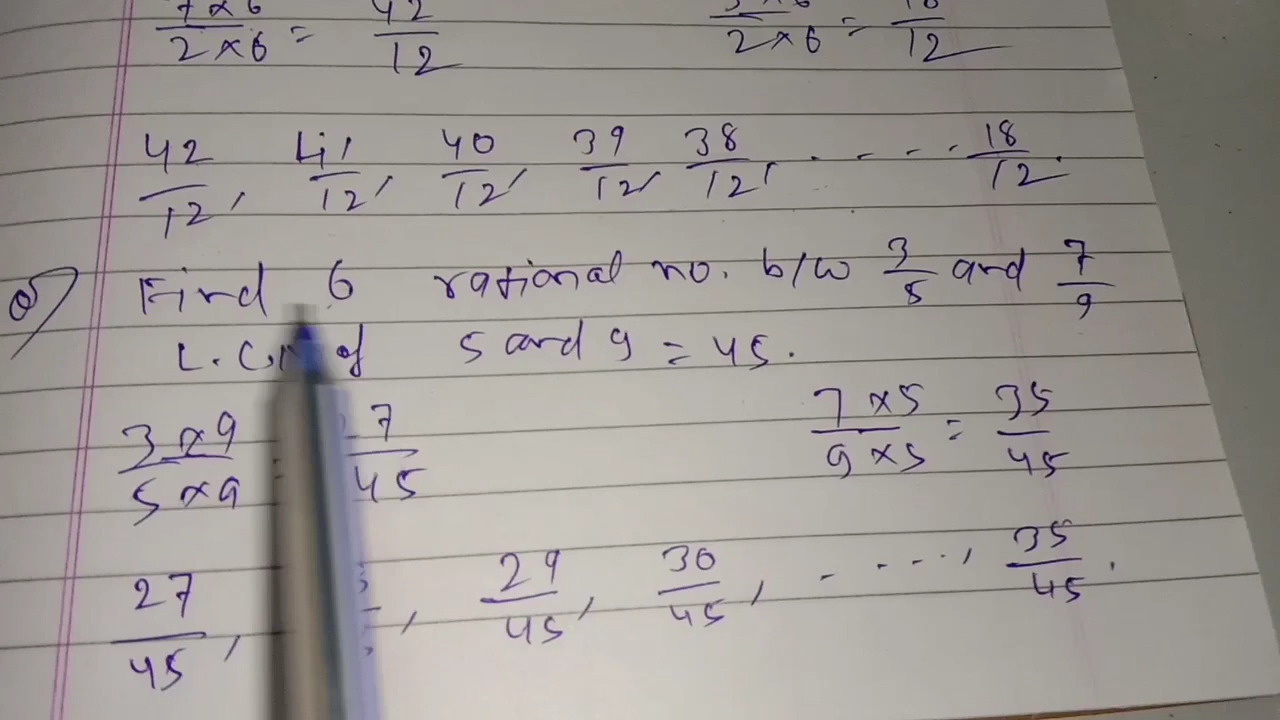 7 x 6 / 2 x 6 = 42 / 12    3 x 6 / 2 x 6 = 18 / 12
42/12, 41/12, 40/12, 39/12, 38/12, . - - - . 18/12.
Q) Find 6 rational no. b/w 3/5 and 7/9
L.C.M of 5 and 9 = 45.
3 x 9 / 5 x 9 = 27 / 45    7 x 5 / 9 x 5 = 35 / 45
27/45, , 29/45, 30/45, - - - - , 35/45.